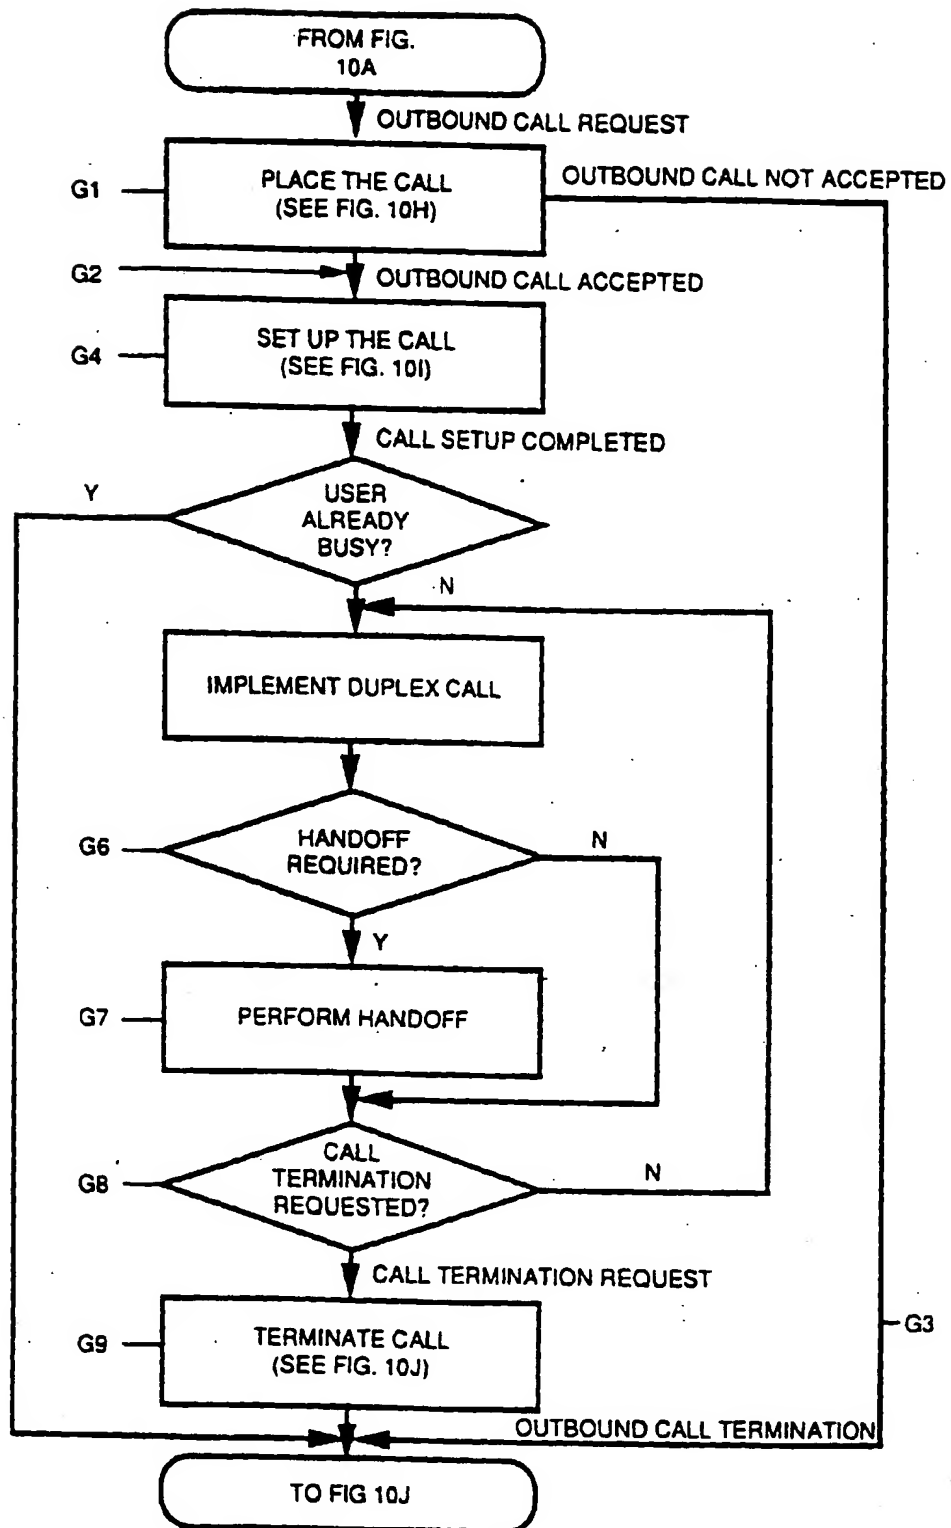 FROM FIG.
10A
OUTBOUND CALL REQUEST
G1
PLACE THE CALL
(SEE FIG. 10H)
OUTBOUND CALL NOT ACCEPTED
G2
OUTBOUND CALL ACCEPTED
G4
SET UP THE CALL
(SEE FIG. 10I)
CALL SETUP COMPLETED
Y
USER
ALREADY
BUSY?
N
IMPLEMENT DUPLEX CALL
G6
HANDOFF
REQUIRED?
N
Y
G7
PERFORM HANDOFF
G8
CALL
TERMINATION
REQUESTED?
N
CALL TERMINATION REQUEST
G9
TERMINATE CALL
(SEE FIG. 10J)
G3
OUTBOUND CALL TERMINATION
TO FIG 10J